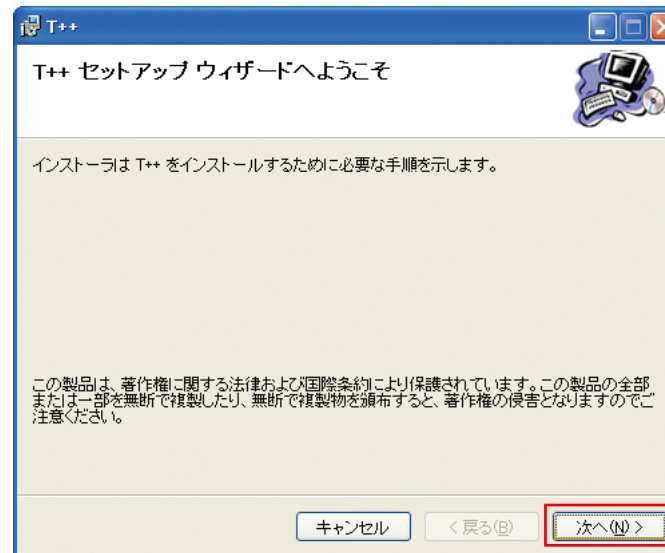 T++
T++ セットアップ ウィザードへようこそ
インストーラは T++ をインストールするために必要な手順を示します。
この製品は、著作権に関する法律および国際条約により保護されています。この製品の全部
または一部を無断で複製したり、無断で複製物を頒布すると、著作権の侵害となりますのでご
注意ください。
キャンセル
< 戻る(B)
次へ(N) >